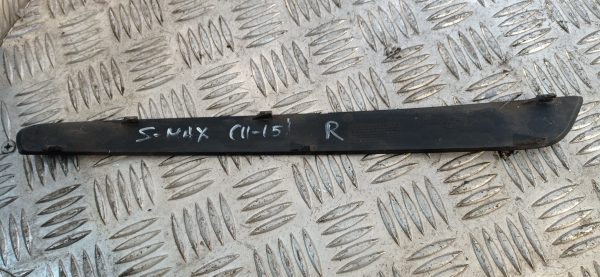 S-MAX (11-15) R